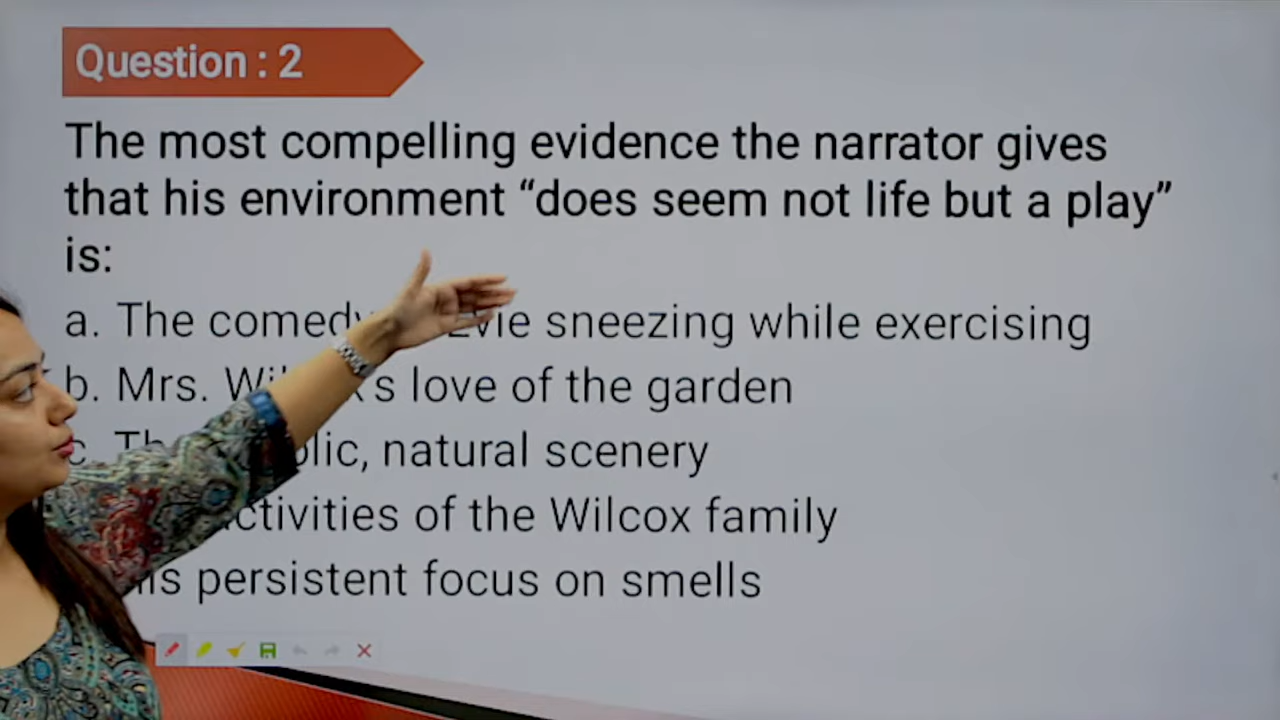 Question : 2
The most compelling evidence the narrator gives
that his environment “does seem not life but a play”
is:
a. The comedy Evie sneezing while exercising
b. Mrs. love of the garden
c. natural scenery
activities of the Wilcox family
persistent focus on smells